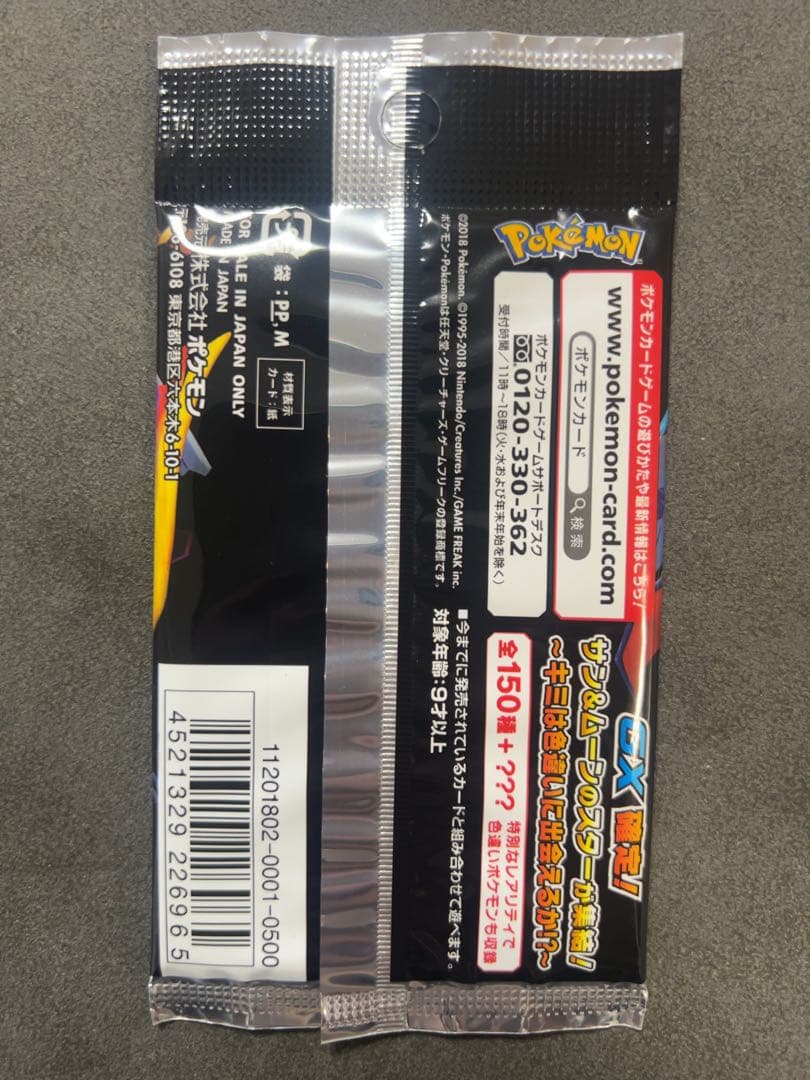 GX 確定!
サン&ムーンのスターが集結!
〜キミは色違いに出会えるか!?〜
POKéMON
ポケモンカードゲームの遊びかたや最新情報はこちら!
www.pokemon-card.com
ポケモンカード 検索
ポケモンカードゲームサポートデスク
0120-330-362
受付時間/11時〜18時(火・水および年末年始を除く)
全150種+???
特別なレアリティで
色違いポケモンも収録
■今までに発売されているカードと組み合わせて遊べます。
対象年齢:9才以上
©2018 Pokémon. ©1995-2018 Nintendo/Creatures Inc./GAME FREAK inc.
ポケモン・Pokémonは任天堂・クリーチャーズ・ゲームフリークの登録商標です。
袋:PP, M
材質表示
カード:紙
SALE IN JAPAN ONLY
IN JAPAN
株式会社 ポケモン
6108 東京都港区六本木6-10-1
11201802-0001-0500
4521329 226965